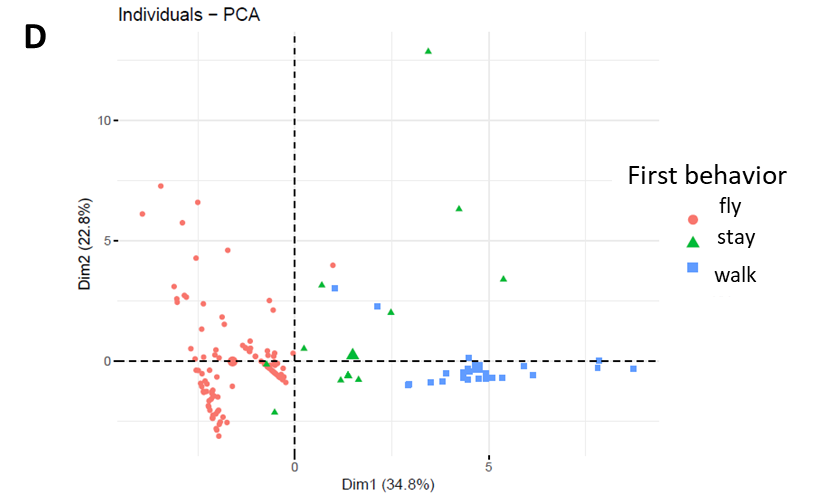 Individuals − PCA
D
10
5
0
Dim2 (22.8%)
0
5
Dim1 (34.8%)
First behavior
fly
stay
walk